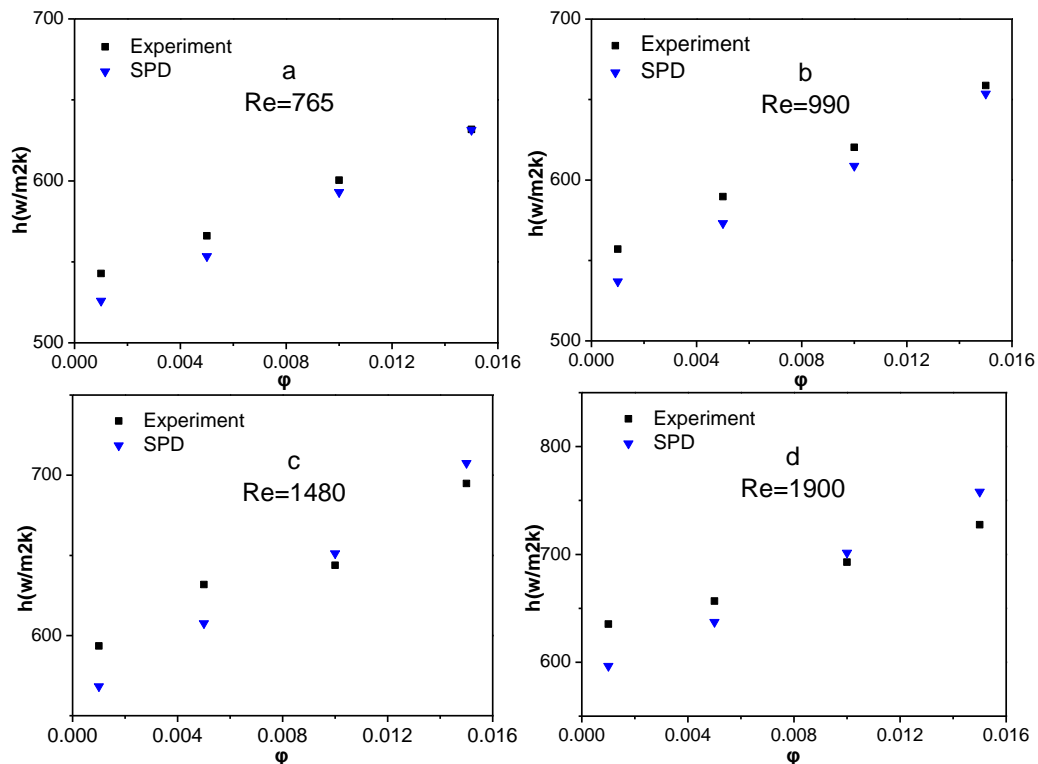 700
600
500
h(w/m2k)
Experiment
SPD
a
Re=765
0.000 0.004 0.008 0.012 0.016
φ
700
600
500
h(w/m2k)
Experiment
SPD
b
Re=990
0.000 0.004 0.008 0.012 0.016
φ
700
600
h(w/m2k)
Experiment
SPD
c
Re=1480
0.000 0.004 0.008 0.012 0.016
φ
800
700
600
h(w/m2k)
Experiment
SPD
d
Re=1900
0.000 0.004 0.008 0.012 0.016
φ